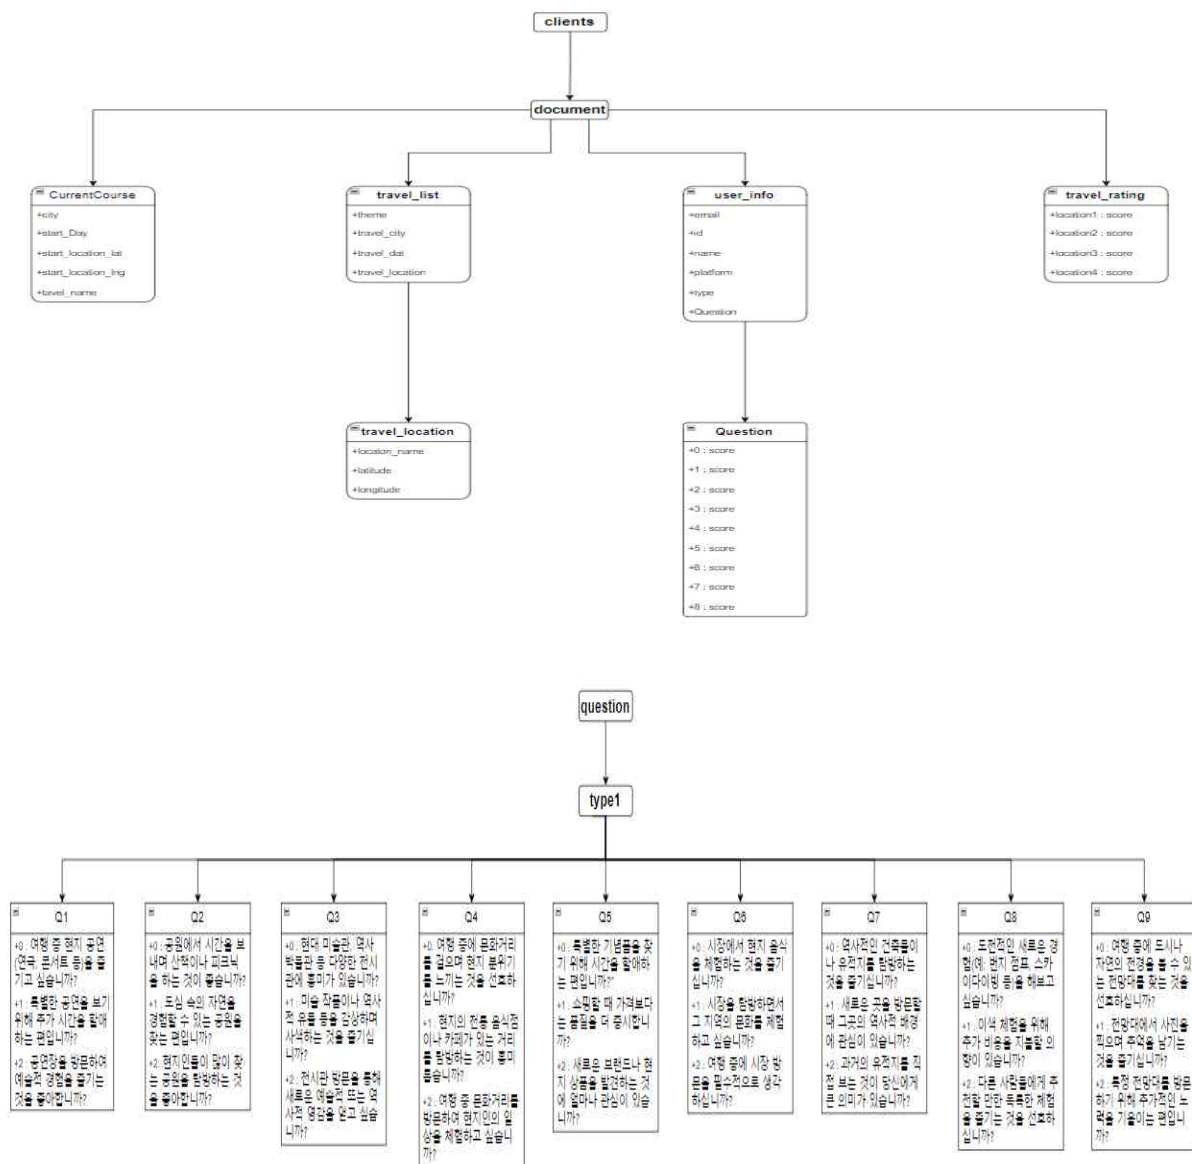 clients
document
CurrentCourse
+city
+start_Day
+start_location_lat
+start_location_lng
+tavel_name
travel_list
+theme
+travel_city
+travel_dat
+travel_location
user_info
+email
+id
+name
+platform
+type
+Question
travel_rating
+location1 : score
+location2 : score
+location3 : score
+location4 : score
travel_location
+locaton_name
+latitude
+longitude
Question
+0 : score
+1 : score
+2 : score
+3 : score
+4 : score
+5 : score
+6 : score
+7 : score
+8 : score
question
type1
Q1
+0 : 여행 중 현지 공연
(연극, 콘서트 등)을 즐
기고 싶습니까?
+1 : 특별한 공연을 보기
위해 추가 시간을 할애
하는 편입니까?
+2 : 공연장을 방문하여
예술적 경험을 즐기는
것을 좋아합니까?
Q2
+0 : 공원에서 시간을 보
내며 산책이나 피크닉
을 하는 것이 좋습니까?
+1 : 도심 속의 자연을
경험할 수 있는 공원을
찾는 편입니까?
+2 : 현지인들이 많이 찾
는 공원을 탐방하는 것
을 좋아합니까?
Q3
+0 : 현대 미술관, 역사
박물관 등 다양한 전시
관에 흥미가 있습니까?
+1 : 미술 작품이나 역사
적 유물 등을 감상하며
사색하는 것을 즐기십
니까?
+2 : 전시관 방문을 통해
새로운 예술적 또는 역
사적 영감을 얻고 싶습
니까?
Q4
+0 : 여행 중에 문화거리
를 걸으며 현지 분위기
를 느끼는 것을 선호하
십니까?
+1 : 현지의 전통 음식점
이나 카페가 있는 거리
를 탐방하는 것이 흥미
롭습니까?
+2 : 여행 중 문화거리를
방문하여 현지인의 일
상을 체험하고 싶습니
까?
Q5
+0 : 특별한 기념품을 찾
기 위해 시간을 할애하
는 편입니까?"
+1 : 쇼핑할 때 가격보다
는 품질을 더 중시합니
까?
+2 : 새로운 브랜드나 현
지 상품을 발견하는 것
에 얼마나 관심이 있습
니까?
Q6
+0 : 시장에서 현지 음식
을 체험하는 것을 즐기
십니까?
+1 : 시장을 탐방하면서
그 지역의 문화를 체험
하고 싶습니까?
+2 : 여행 중에 시장 방
문을 필수적으로 생각
하십니까?
Q7
+0 : 역사적인 건축물이
나 유적지를 탐방하는
것을 즐기십니까?
+1 : 새로운 곳을 방문할
때 그곳의 역사적 배경
에 관심이 있습니까?
+2 : 과거의 유적지를 직
접 보는 것이 당신에게
큰 의미가 있습니까?
Q8
+0 : 도전적인 새로운 경
험(예: 번지 점프, 스카
이다이빙 등)을 해보고
싶습니까?
+1 : 이색 체험을 위해
추가 비용을 지불할 의
향이 있습니까?
+2 : 다른 사람들에게 추
천할 만한 독특한 체험
을 즐기는 것을 선호하
십니까?
Q9
+0 : 여행 중에 도시나
자연의 전경을 볼 수 있
는 전망대를 찾는 것을
선호하십니까?
+1 : 전망대에서 사진을
찍으며 추억을 남기는
것을 즐기십니까?
+2 : 특정 전망대를 방문
하기 위해 추가적인 노
력을 기울이는 편입니
까?